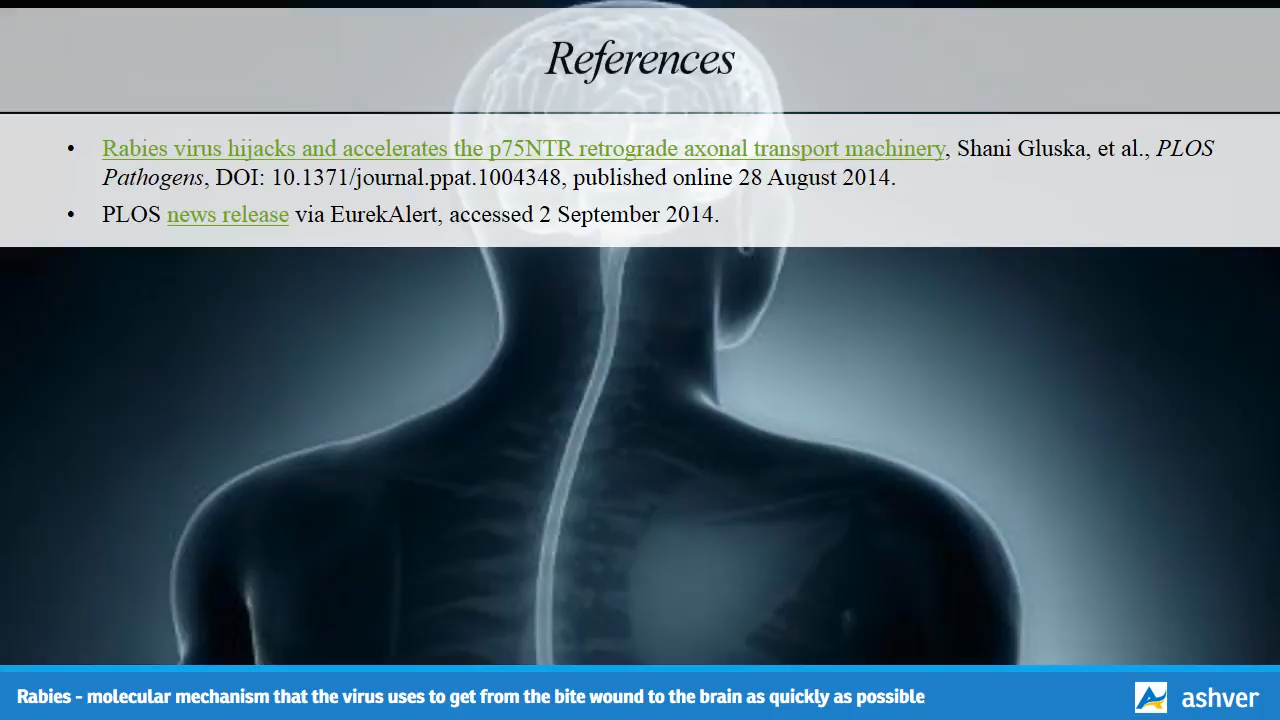 References
• Rabies virus hijacks and accelerates the p75NTR retrograde axonal transport machinery, Shani Gluska, et al., PLOS
Pathogens, DOI: 10.1371/journal.ppat.1004348, published online 28 August 2014.
• PLOS news release via EurekAlert, accessed 2 September 2014.
Rabies - molecular mechanism that the virus uses to get from the bite wound to the brain as quickly as possible
ashver